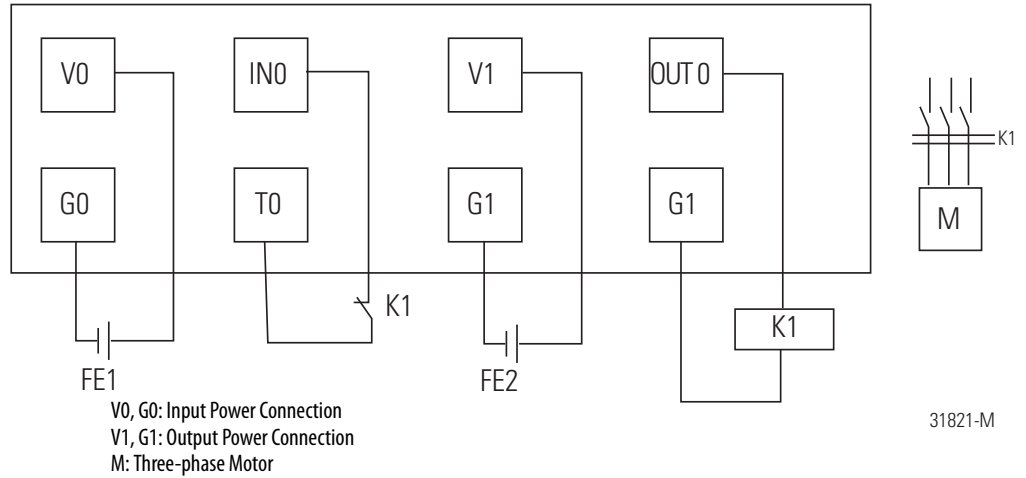 V0
IN0
V1
OUT 0
G0
T0
G1
G1
K1
M
K1
K1
FE1
FE2
V0, G0: Input Power Connection
V1, G1: Output Power Connection
M: Three-phase Motor
31821-M